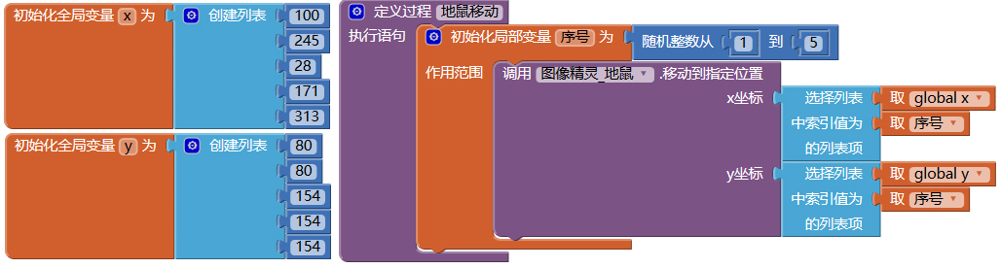 初始化全局变量 x 为 创建列表 100
245
28
171
313
初始化全局变量 y 为 创建列表 80
80
154
154
154
定义过程 地鼠移动
执行语句 初始化局部变量 序号 为 随机整数从 1 到 5
作用范围 调用 图像精灵_地鼠 .移动到指定位置
x坐标 选择列表 取 global x
中索引值为 取 序号
的列表项
y坐标 选择列表 取 global y
中索引值为 取 序号
的列表项